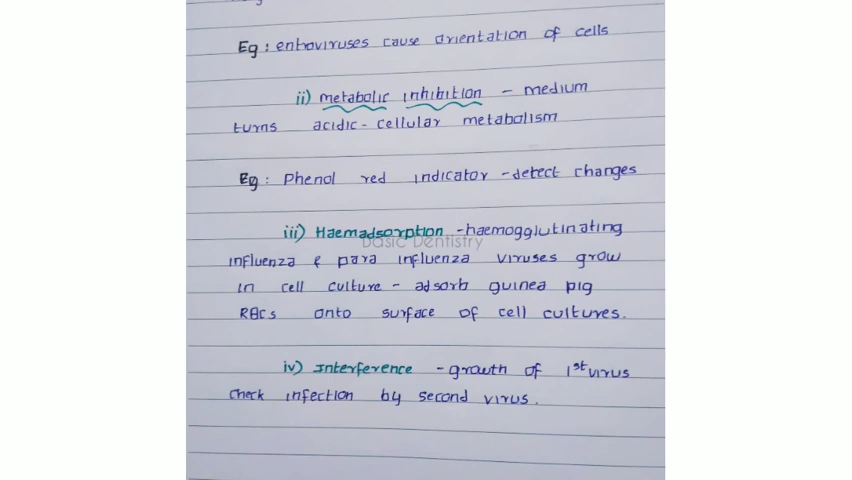 Eg: enteroviruses cause orientation of cells
ii) metabolic inhibition - medium
turns acidic - cellular metabolism
Eg: Phenol red indicator - detect changes
iii) Haemadsorption - haemogglutinating
Basic Dentistry
influenza & para influenza viruses grow
in cell culture - adsorb guinea pig
RBCs onto surface of cell cultures.
iv) Interference - growth of 1st virus
check infection by second virus.